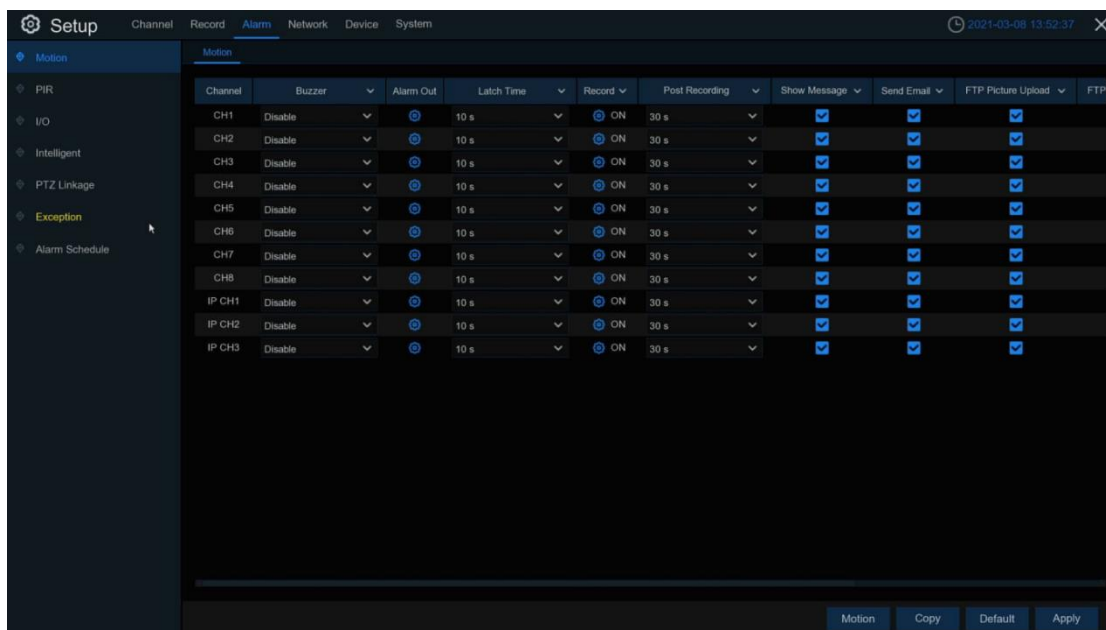 Setup Channel Record Alarm Network Device System 2021-03-08 13:52:37
Motion
PIR
I/O
Intelligent
PTZ Linkage
Exception
Alarm Schedule
Motion
Channel Buzzer Alarm Out Latch Time Record Post Recording Show Message Send Email FTP Picture Upload FTP
CH1 Disable 10 s ON 30 s
CH2 Disable 10 s ON 30 s
CH3 Disable 10 s ON 30 s
CH4 Disable 10 s ON 30 s
CH5 Disable 10 s ON 30 s
CH6 Disable 10 s ON 30 s
CH7 Disable 10 s ON 30 s
CH8 Disable 10 s ON 30 s
IP CH1 Disable 10 s ON 30 s
IP CH2 Disable 10 s ON 30 s
IP CH3 Disable 10 s ON 30 s
Motion Copy Default Apply